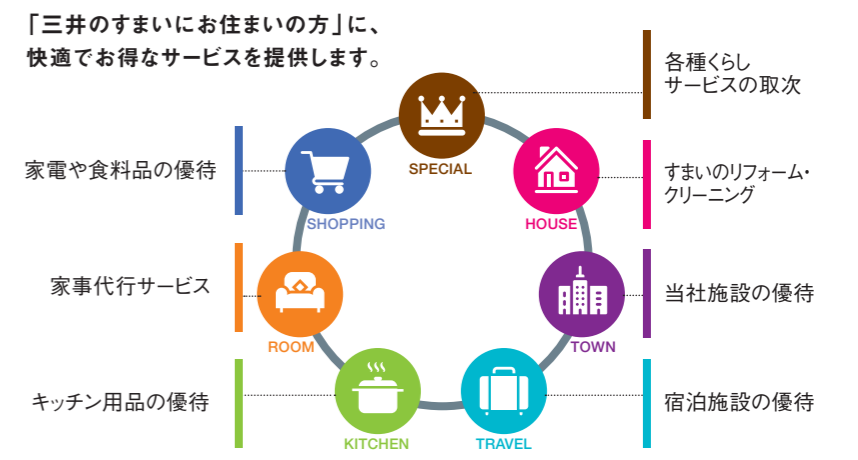 「三井のすまいにお住まいの方」に、
快適でお得なサービスを提供します。
各種くらし
サービスの取次
SPECIAL
家電や食料品の優待
SHOPPING
すまいのリフォーム・
クリーニング
HOUSE
家事代行サービス
ROOM
当社施設の優待
TOWN
キッチン用品の優待
KITCHEN
宿泊施設の優待
TRAVEL